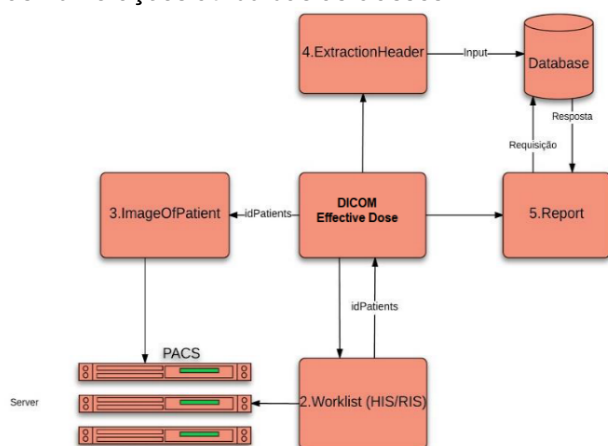 4.ExtractionHeader
Input
Database
Resposta
Requisição
3.ImageOfPatient
idPatients
DICOM
Effective Dose
5.Report
idPatients
PACS
Server
2.Worklist (HIS/RIS)